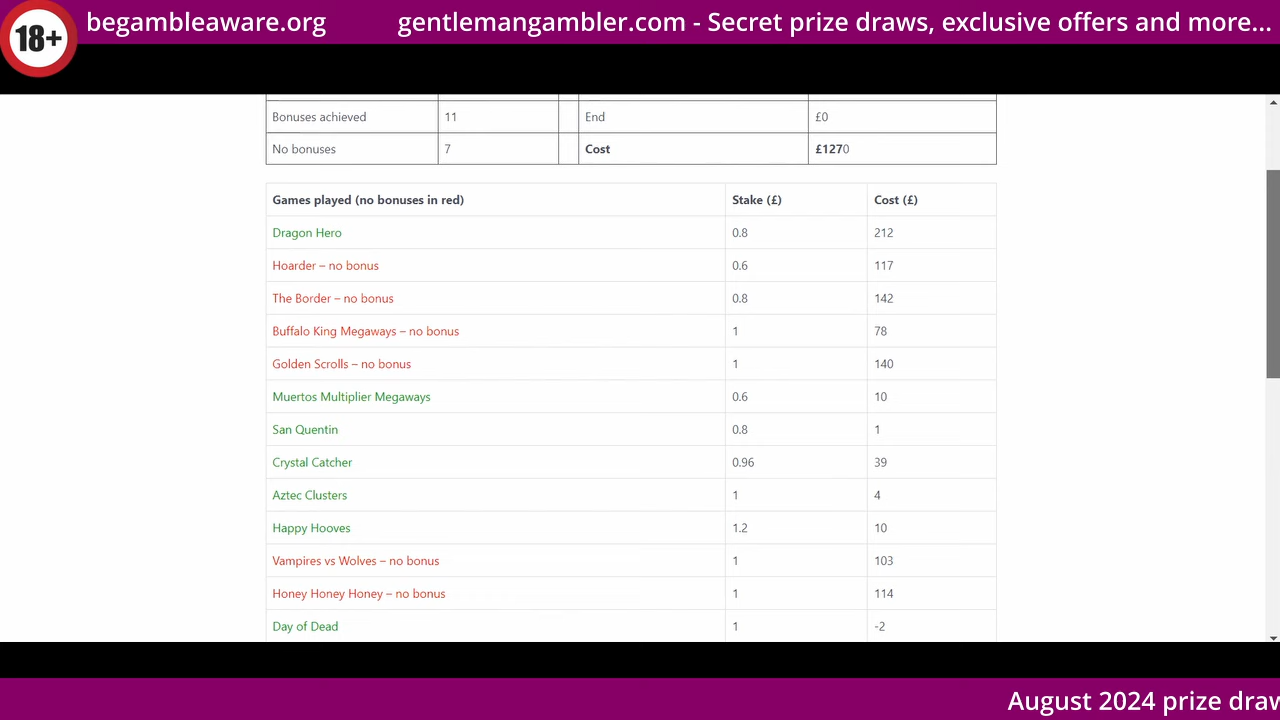 begambleaware.org gentlemangambler.com - Secret prize draws, exclusive offers and more...
18+
Bonuses achieved 11 End £0
No bonuses 7 Cost £1270
Games played (no bonuses in red) Stake (£) Cost (£)
Dragon Hero 0.8 212
Hoarder – no bonus 0.6 117
The Border – no bonus 0.8 142
Buffalo King Megaways – no bonus 1 78
Golden Scrolls – no bonus 1 140
Muertos Multiplier Megaways 0.6 10
San Quentin 0.8 1
Crystal Catcher 0.96 39
Aztec Clusters 1 4
Happy Hooves 1.2 10
Vampires vs Wolves – no bonus 1 103
Honey Honey Honey – no bonus 1 114
Day of Dead 1 -2
August 2024 prize draw